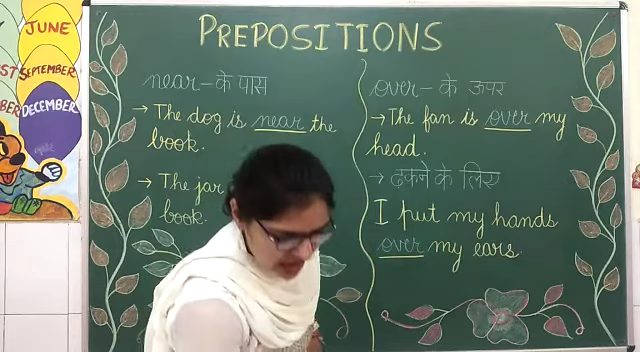 JUNE
SEPTEMBER
DECEMBER
PREPOSITIONS
near – के पास
→ The dog is near the
book.
→ The jar
book.
over – के ऊपर
→ The fan is over my
head.
→ ढकने के लिए
I put my hands
over my ears.